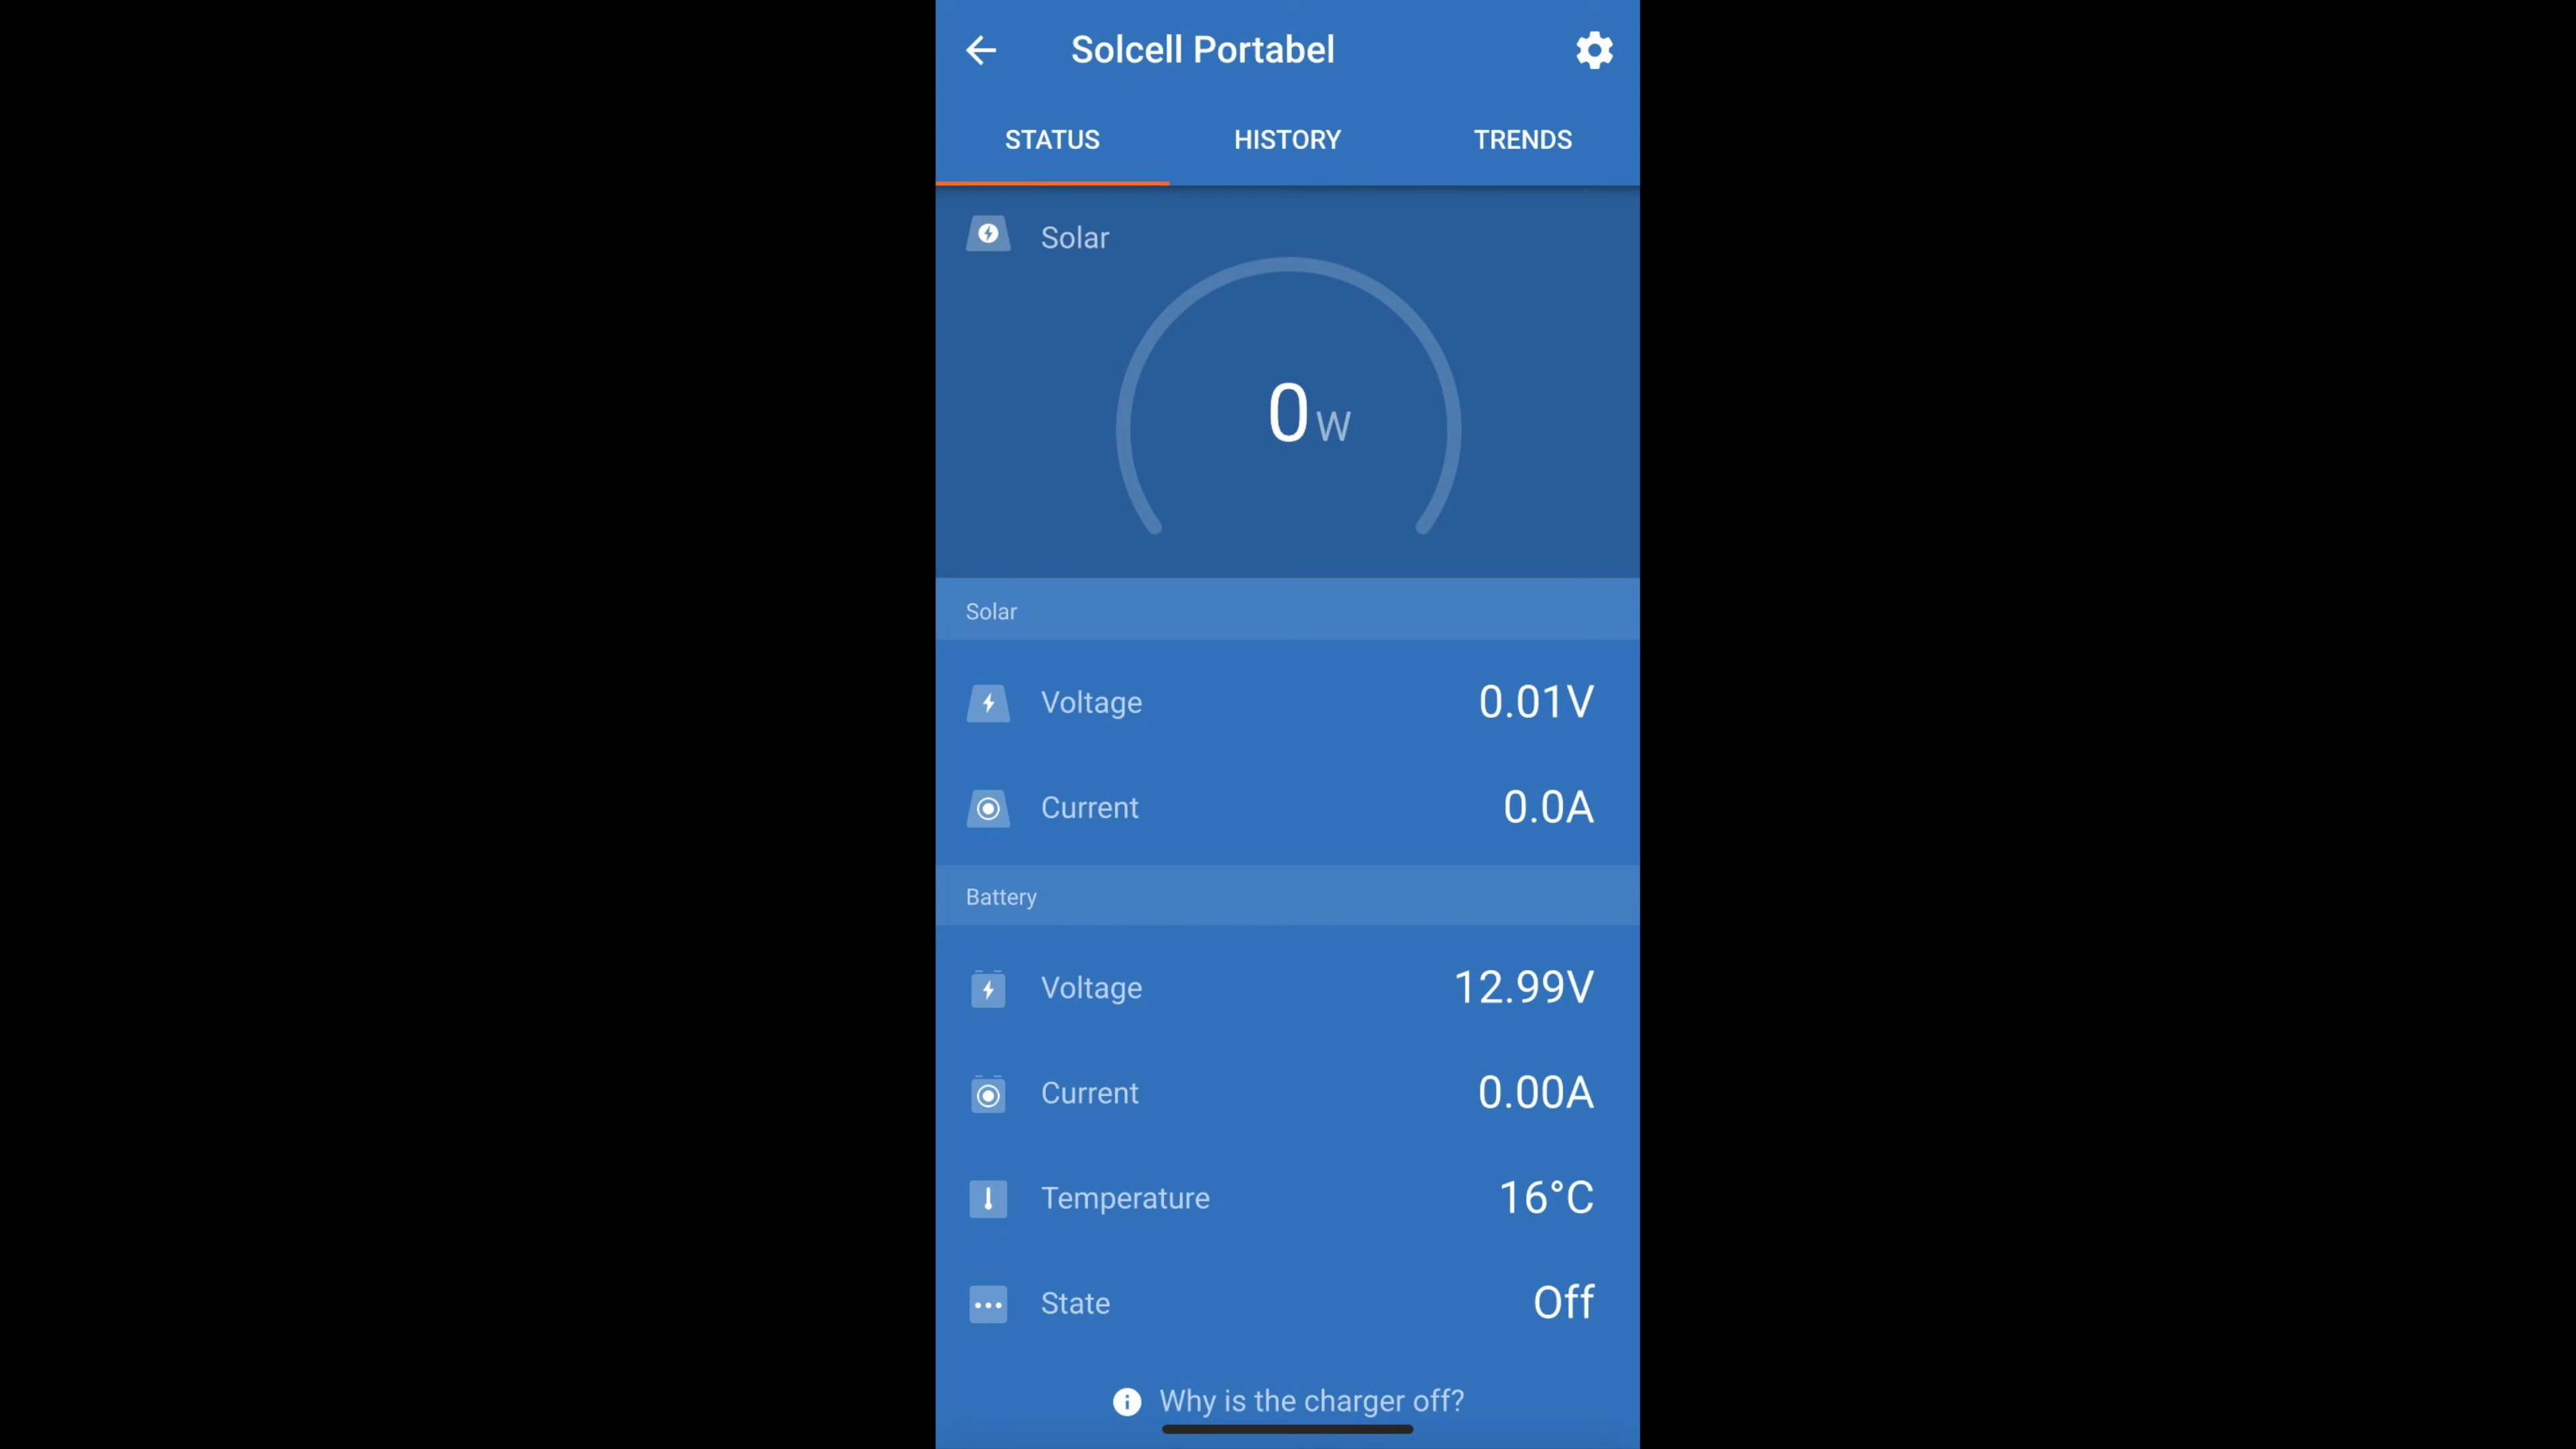 Solcell Portabel
STATUS HISTORY TRENDS
Solar
0W
Solar
Voltage 0.01V
Current 0.0A
Battery
Voltage 12.99V
Current 0.00A
Temperature 16°C
State Off
Why is the charger off?